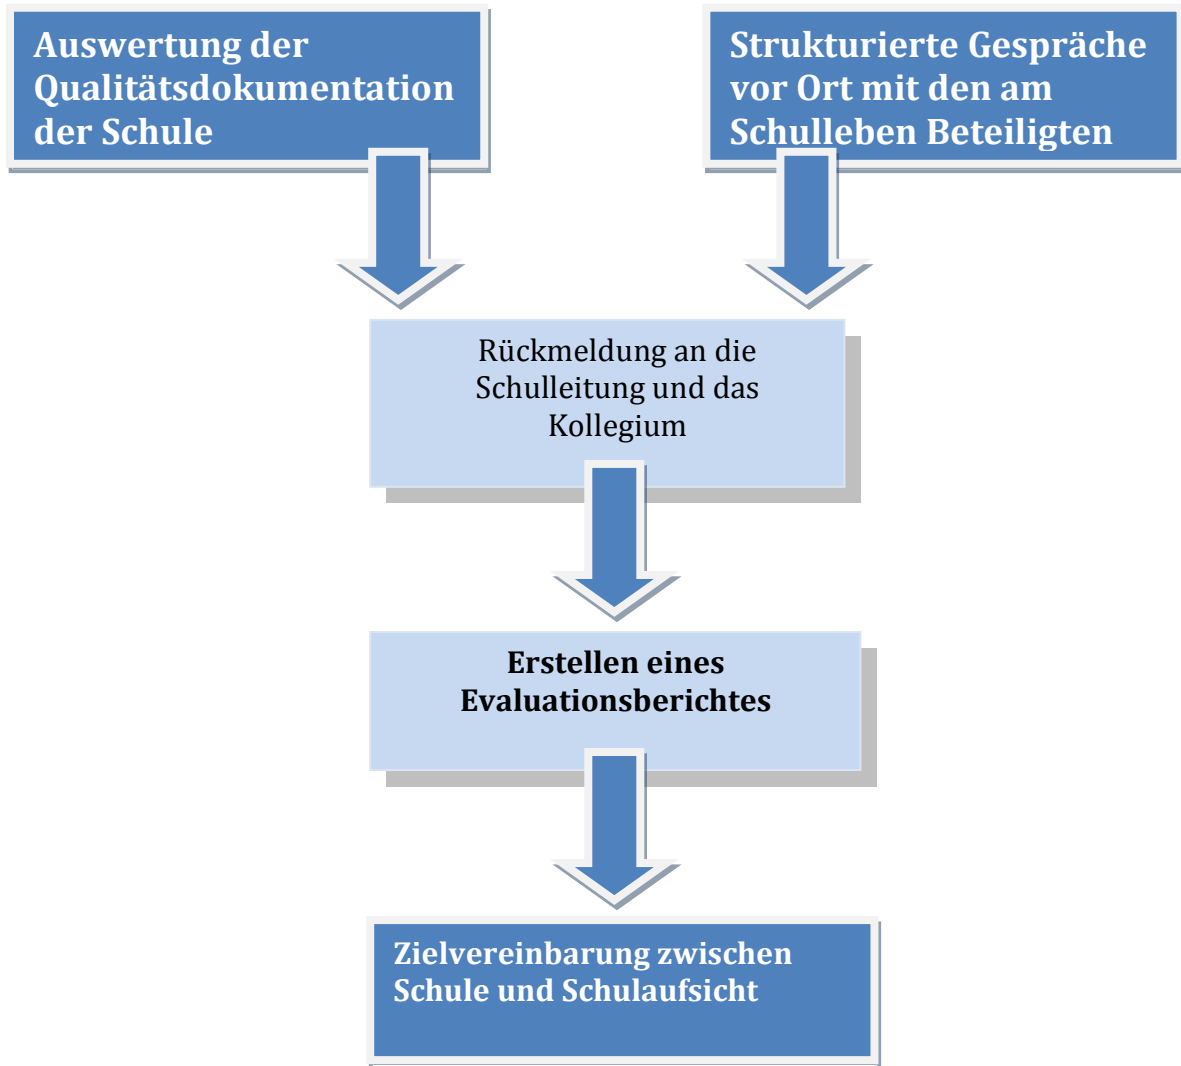 Auswertung der
Qualitätsdokumentation
der Schule
Strukturierte Gespräche
vor Ort mit den am
Schulleben Beteiligten
Rückmeldung an die
Schulleitung und das
Kollegium
Erstellen eines
Evaluationsberichtes
Zielvereinbarung zwischen
Schule und Schulaufsicht